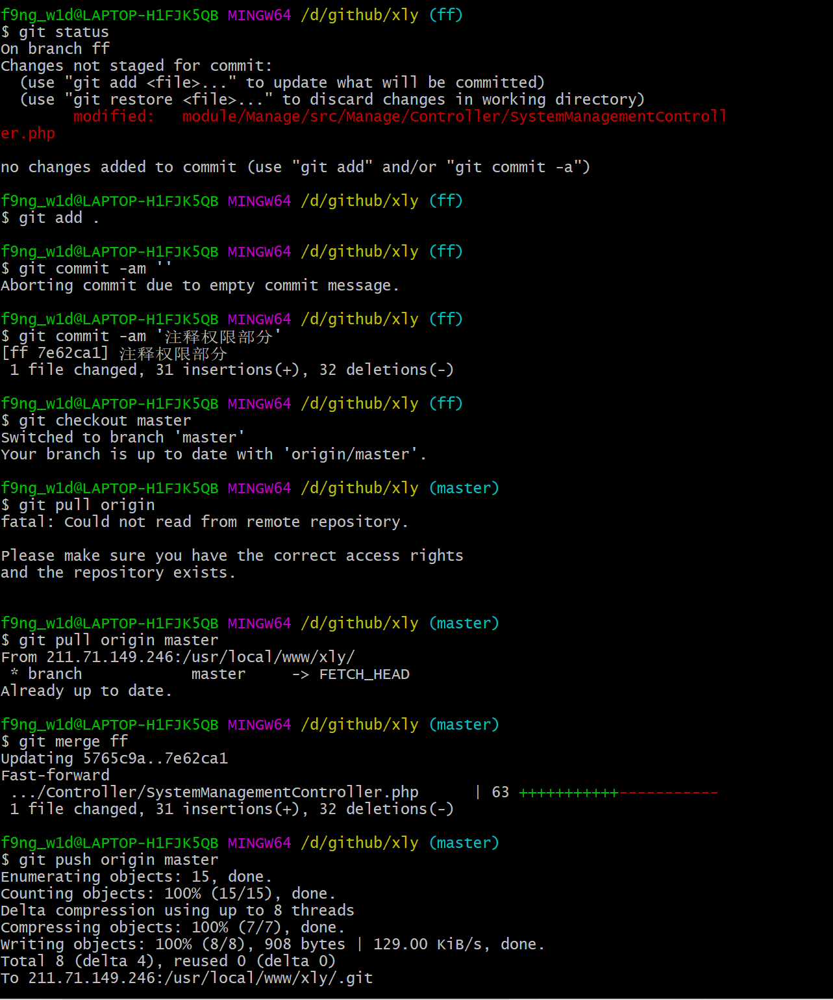 f9ng_w1d@LAPTOP-H1FJK5QB MINGW64 /d/github/xly (ff)
$ git status
On branch ff
Changes not staged for commit:
  (use "git add <file>..." to update what will be committed)
  (use "git restore <file>..." to discard changes in working directory)
        modified:   module/Manage/src/Manage/Controller/SystemManagementControll
er.php

no changes added to commit (use "git add" and/or "git commit -a")

f9ng_w1d@LAPTOP-H1FJK5QB MINGW64 /d/github/xly (ff)
$ git add .

f9ng_w1d@LAPTOP-H1FJK5QB MINGW64 /d/github/xly (ff)
$ git commit -am ''
Aborting commit due to empty commit message.

f9ng_w1d@LAPTOP-H1FJK5QB MINGW64 /d/github/xly (ff)
$ git commit -am '注释权限部分'
[ff 7e62ca1] 注释权限部分
 1 file changed, 31 insertions(+), 32 deletions(-)

f9ng_w1d@LAPTOP-H1FJK5QB MINGW64 /d/github/xly (ff)
$ git checkout master
Switched to branch 'master'
Your branch is up to date with 'origin/master'.

f9ng_w1d@LAPTOP-H1FJK5QB MINGW64 /d/github/xly (master)
$ git pull origin
fatal: Could not read from remote repository.

Please make sure you have the correct access rights
and the repository exists.

f9ng_w1d@LAPTOP-H1FJK5QB MINGW64 /d/github/xly (master)
$ git pull origin master
From 211.71.149.246:/usr/local/www/xly/
 * branch            master     -> FETCH_HEAD
Already up to date.

f9ng_w1d@LAPTOP-H1FJK5QB MINGW64 /d/github/xly (master)
$ git merge ff
Updating 5765c9a..7e62ca1
Fast-forward
 .../Controller/SystemManagementController.php      | 63 +++++++++++-----------
 1 file changed, 31 insertions(+), 32 deletions(-)

f9ng_w1d@LAPTOP-H1FJK5QB MINGW64 /d/github/xly (master)
$ git push origin master
Enumerating objects: 15, done.
Counting objects: 100% (15/15), done.
Delta compression using up to 8 threads
Compressing objects: 100% (7/7), done.
Writing objects: 100% (8/8), 908 bytes | 129.00 KiB/s, done.
Total 8 (delta 4), reused 0 (delta 0)
To 211.71.149.246:/usr/local/www/xly/.git